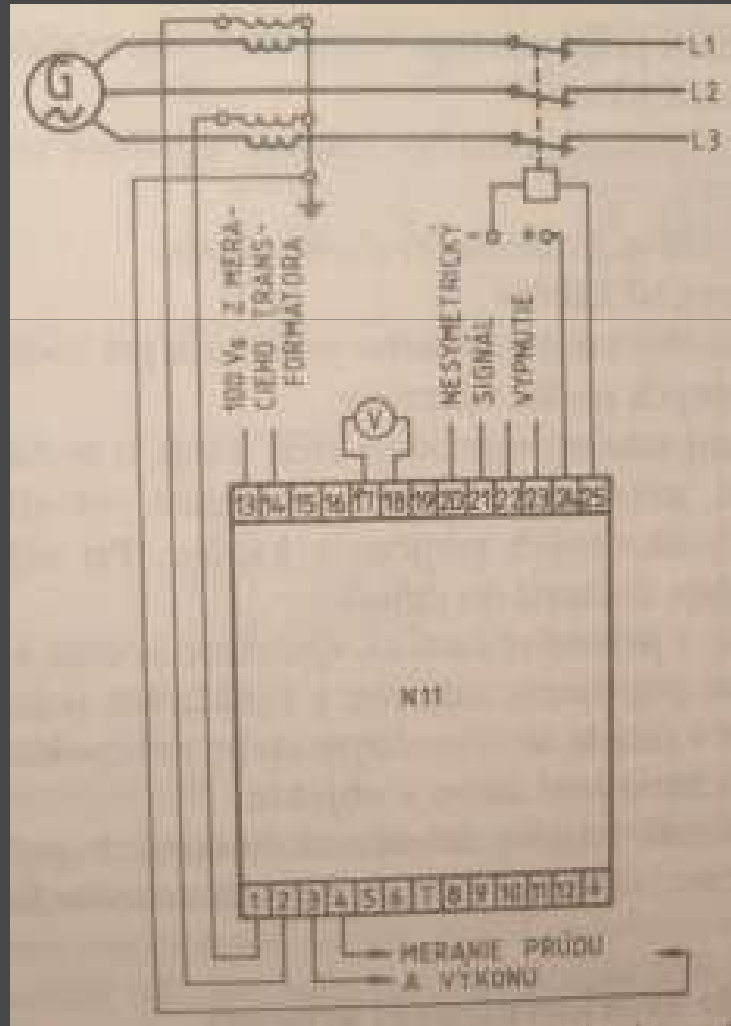 G
L1
L2
L3
- +
100 V~ Z MERA-
CIEHO TRANS-
FORMÁTORA
V
NESYMETRICKÝ
SIGNÁL
VYPNUTIE
13 14 15 16 17 18 19 20 21 22 23 24 25
N11
1 2 3 4 5 6 7 8 9 10 11 12
MERANIE PRÚDU
A VÝKONU